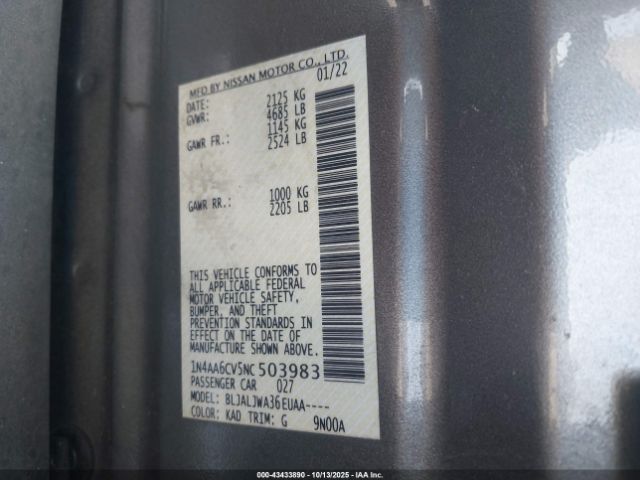 MFD BY NISSAN MOTOR CO., LTD.
DATE: 01/22
GVWR: 2125 KG
4685 LB
GAWR FR.: 1145 KG
2524 LB
GAWR RR.: 1000 KG
2205 LB
THIS VEHICLE CONFORMS TO
ALL APPLICABLE FEDERAL
MOTOR VEHICLE SAFETY,
BUMPER, AND THEFT
PREVENTION STANDARDS IN
EFFECT ON THE DATE OF
MANUFACTURE SHOWN ABOVE.
1N4AA6CV5NC503983
PASSENGER CAR 027
MODEL: BLJALJWA36EUAA----
COLOR: KAD TRIM: G 9N00A
000-43433890 | 10/13/2025 | IAA Inc.